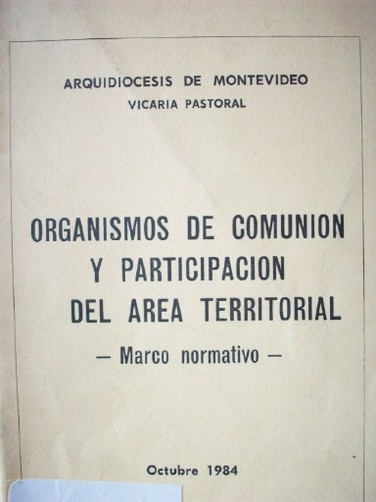 ARQUIDIOCESIS DE MONTEVIDEO
VICARIA PASTORAL
ORGANISMOS DE COMUNION
Y PARTICIPACION
DEL AREA TERRITORIAL
— Marco normativo —
Octubre 1984